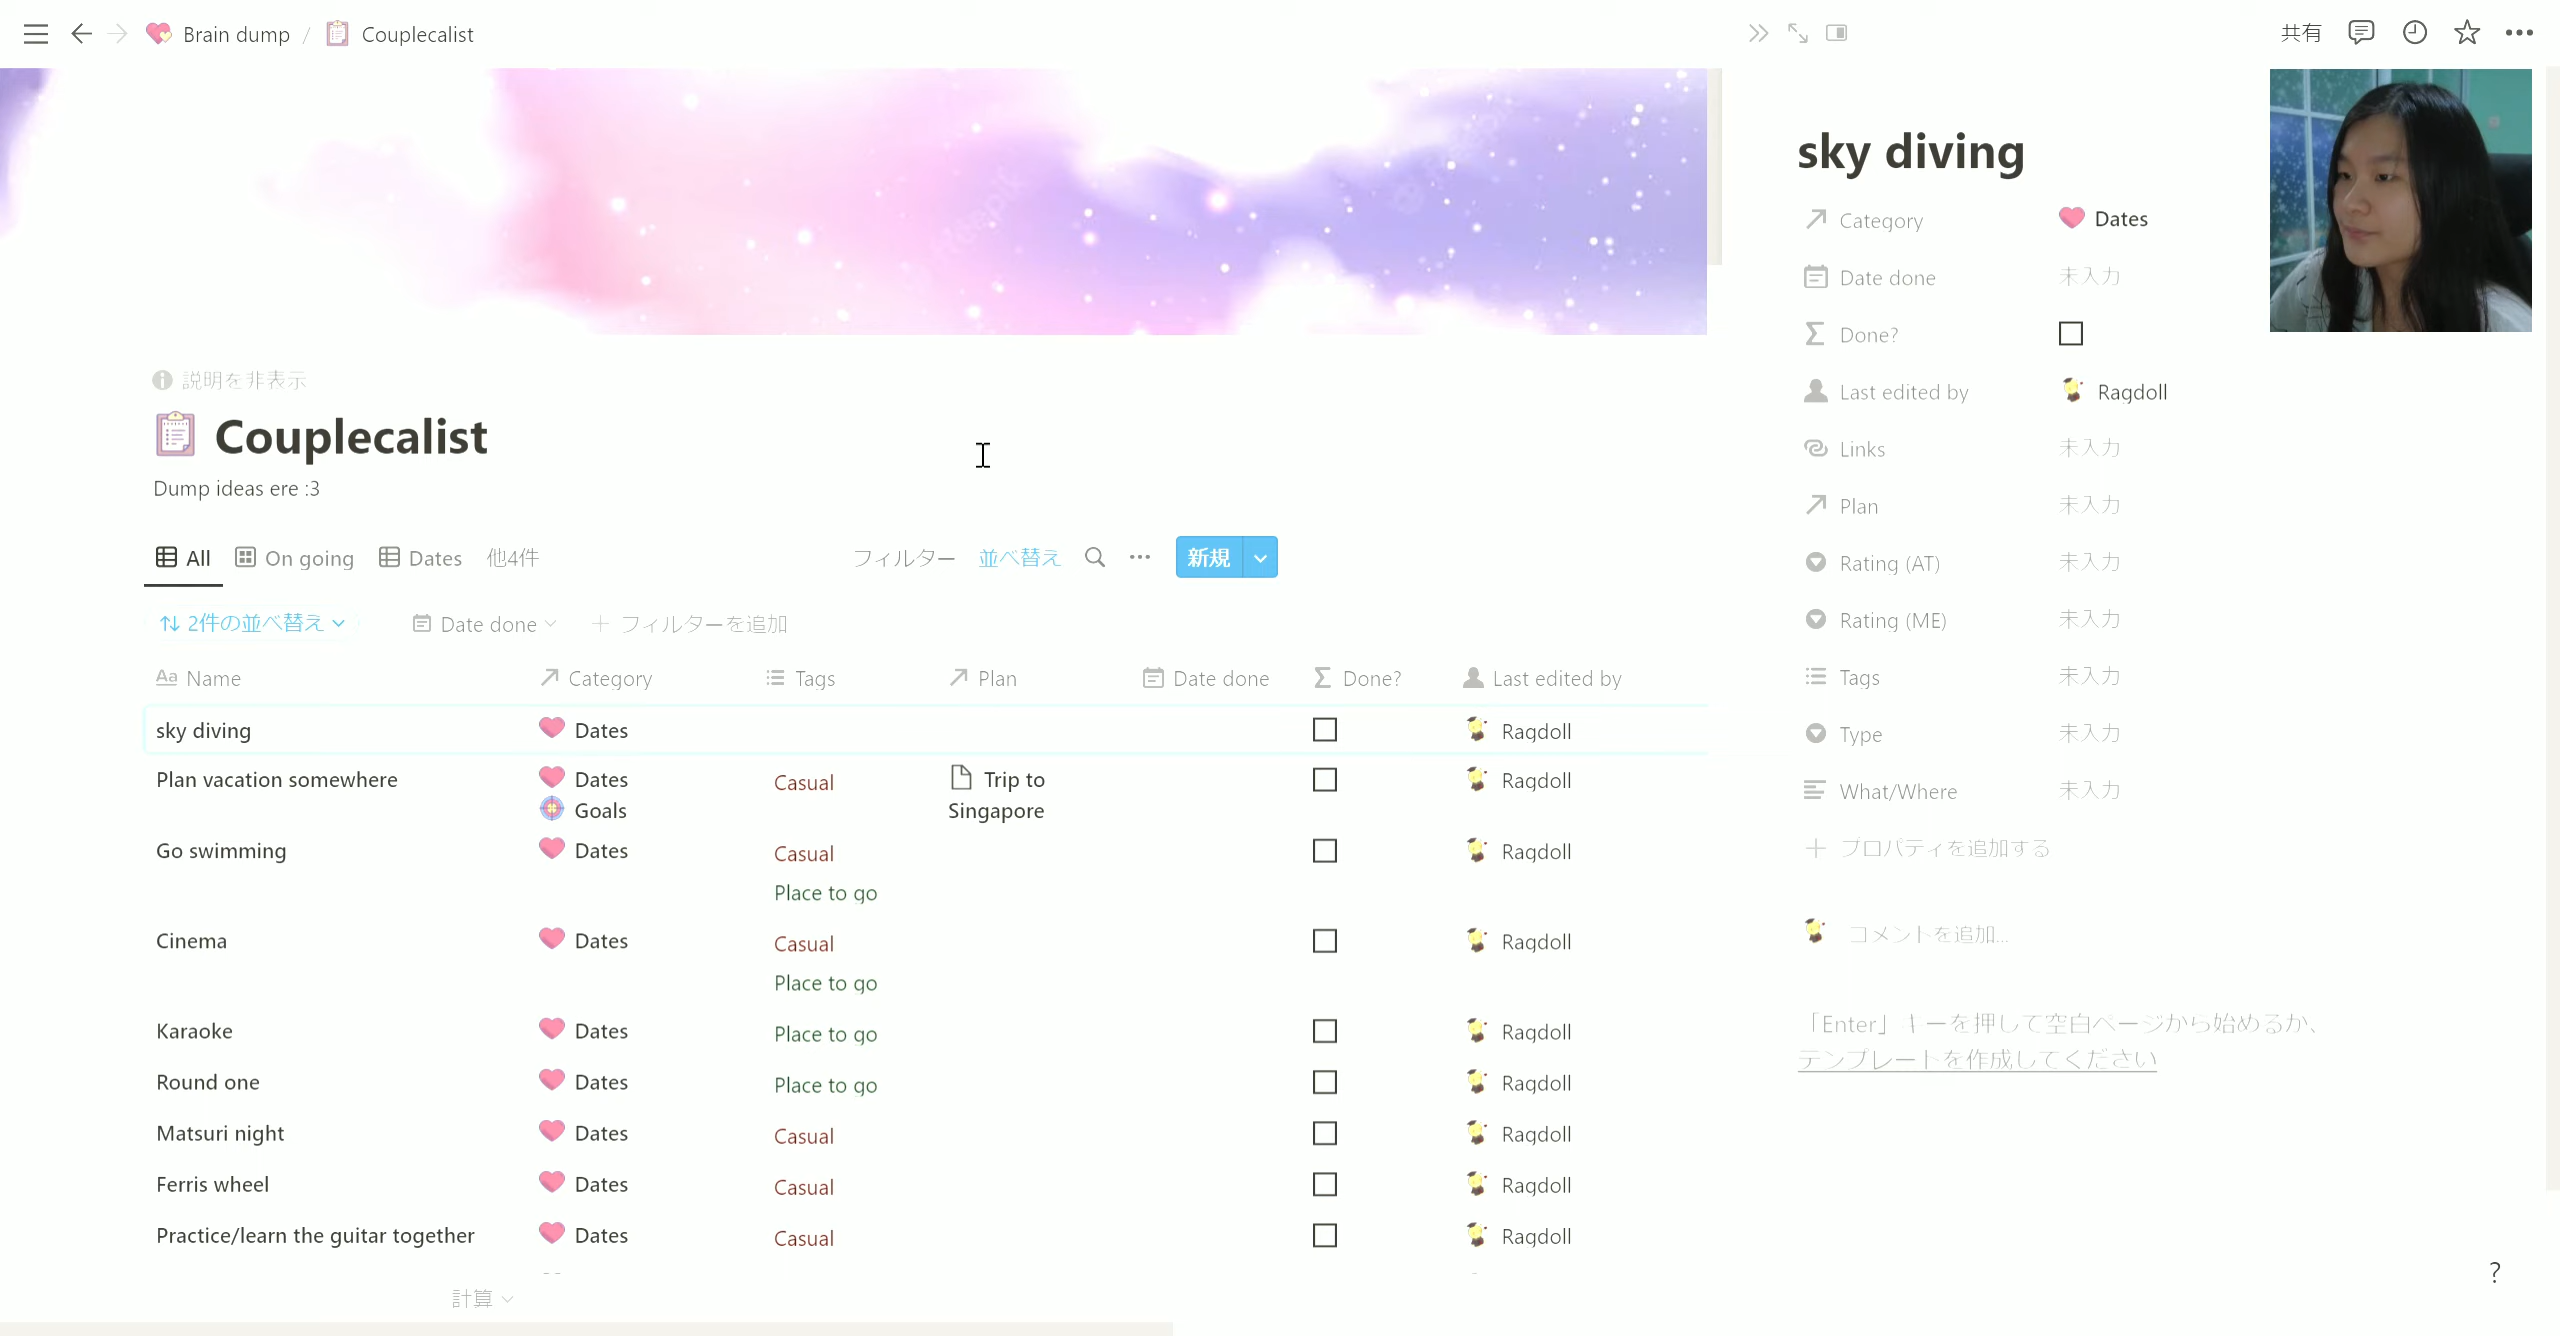 Brain dump / Couplecalist
共有
説明を非表示
Couplecalist
Dump ideas ere :3
All On going Dates 他4件
フィルター 並べ替え 新規
2件の並べ替え Date done + フィルターを追加
Aa Name Category Tags Plan Date done Done? Last edited by
sky diving Dates Ragdoll
Plan vacation somewhere Dates Casual Trip to Ragdoll
Goals Singapore
Go swimming Dates Casual Ragdoll
Place to go
Cinema Dates Casual Ragdoll
Place to go
Karaoke Dates Place to go Ragdoll
Round one Dates Place to go Ragdoll
Matsuri night Dates Casual Ragdoll
Ferris wheel Dates Casual Ragdoll
Practice/learn the guitar together Dates Casual Ragdoll
計算
sky diving
Category Dates
Date done 未入力
Done?
Last edited by Ragdoll
Links 未入力
Plan 未入力
Rating (AT) 未入力
Rating (ME) 未入力
Tags 未入力
Type 未入力
What/Where 未入力
+ プロパティを追加する
コメントを追加...
「Enter」キーを押して空白ページから始めるか、
テンプレートを作成してください
?